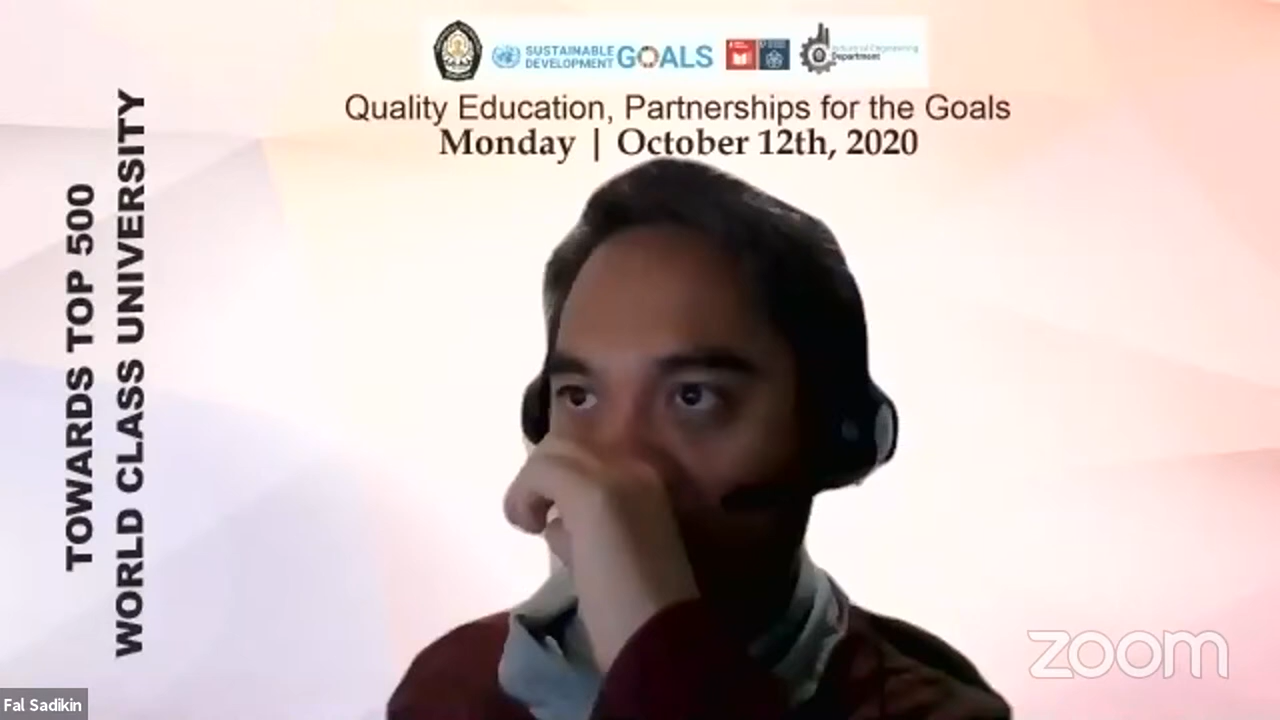 SUSTAINABLE
DEVELOPMENT
GOALS
Department
Quality Education, Partnerships for the Goals
Monday | October 12th, 2020
TOWARDS TOP 500
WORLD CLASS UNIVERSITY
zoom
Fal Sadikin